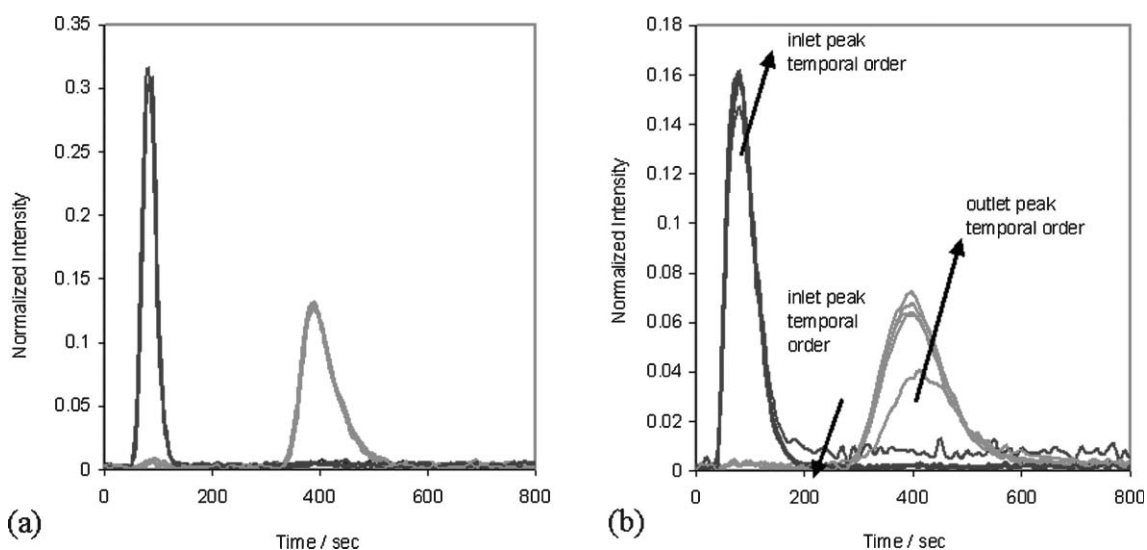 0.35
0.3
0.25
0.2
0.15
0.1
0.05
0
Normalized Intensity
0 200 400 600 800
Time / sec
(a)
0.18
0.16
0.14
0.12
0.1
0.08
0.06
0.04
0.02
0
Normalized Intensity
inlet peak
temporal order
outlet peak
temporal order
inlet peak
temporal
order
0 200 400 600 800
Time / sec
(b)